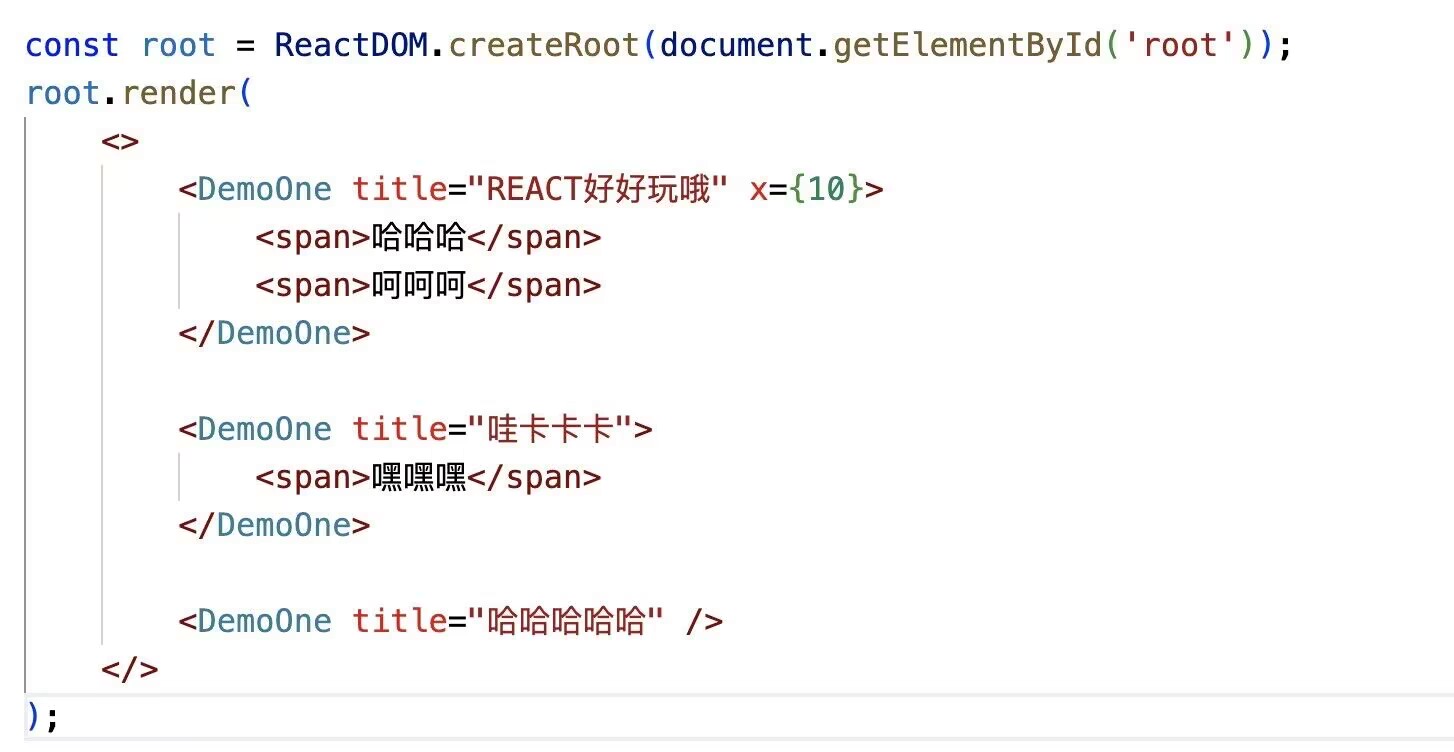 const root = ReactDOM.createRoot(document.getElementById('root'));
root.render(
<>
<DemoOne title="REACT好好玩哦" x={10}>
<span>哈哈哈</span>
<span>呵呵呵</span>
</DemoOne>
<DemoOne title="哇卡卡卡">
<span>嘿嘿嘿</span>
</DemoOne>
<DemoOne title="哈哈哈哈哈" />
</>
);